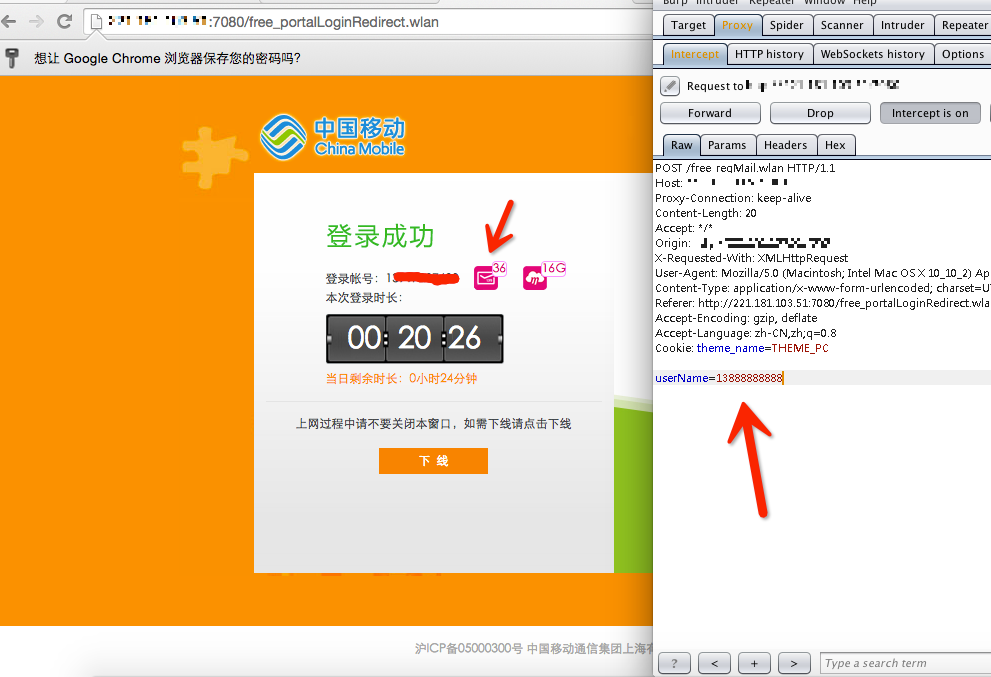 :7080/free_portalLoginRedirect.wlan
想让 Google Chrome 浏览器保存您的密码吗?
中国移动
China Mobile
登录成功
登录帐号：
36
16G
本次登录时长：
00:20:26
当日剩余时长：0小时24分钟
上网过程中请不要关闭本窗口，如需下线请点击下线
下 线
沪ICP备05000300号 中国移动通信集团上海有
Burp Intruder Repeater Window Help
Target
Proxy
Spider
Scanner
Intruder
Repeater
Intercept
HTTP history
WebSockets history
Options
Request to
Forward
Drop
Intercept is on
Raw
Params
Headers
Hex
POST /free_reqMail.wlan HTTP/1.1
Host:
Proxy-Connection: keep-alive
Content-Length: 20
Accept: */*
Origin:
X-Requested-With: XMLHttpRequest
User-Agent: Mozilla/5.0 (Macintosh; Intel Mac OS X 10_10_2) Ap
Content-Type: application/x-www-form-urlencoded; charset=U
Referer: http://221.181.103.51:7080/free_portalLoginRedirect.wla
Accept-Encoding: gzip, deflate
Accept-Language: zh-CN,zh;q=0.8
Cookie: theme_name=THEME_PC
userName=13888888888
?
<
+
>
Type a search term